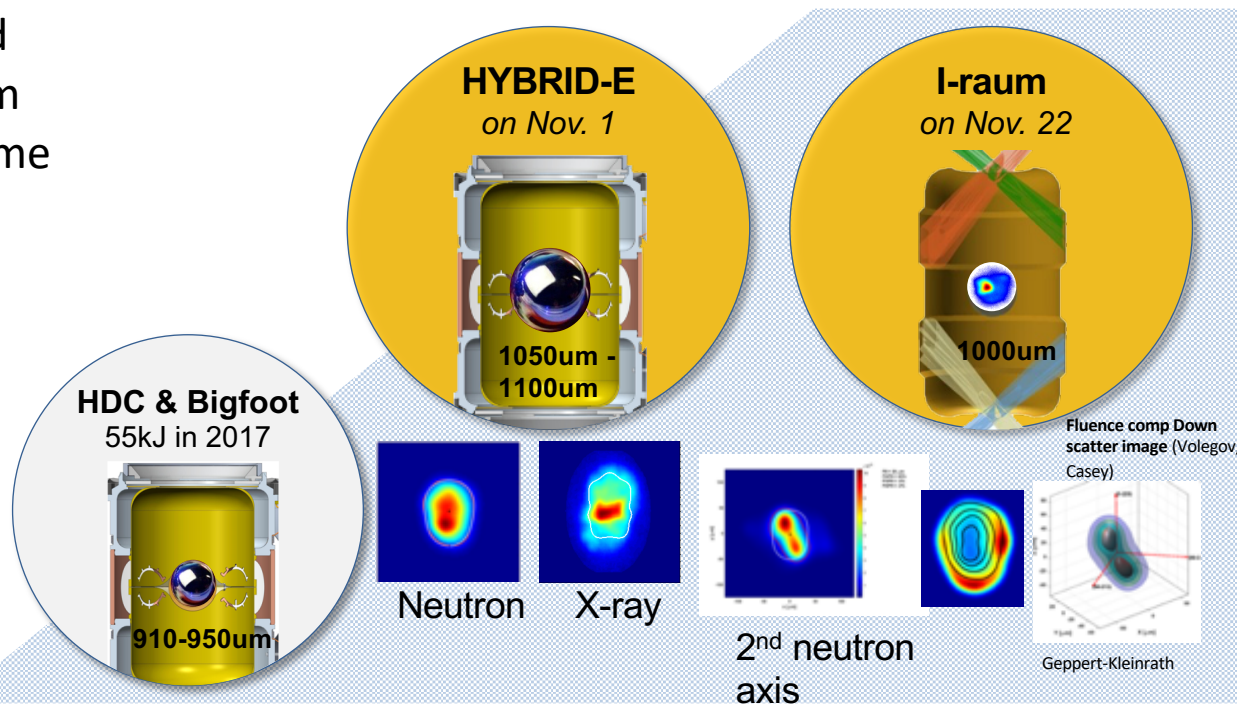 d
m
me
HYBRID-E
on Nov. 1
1050um -
1100um
I-raum
on Nov. 22
1000um
HDC & Bigfoot
55kJ in 2017
910-950um
Fluence comp Down
scatter image (Volegov,
Casey)
Neutron
X-ray
2nd neutron
axis
Geppert-Kleinrath